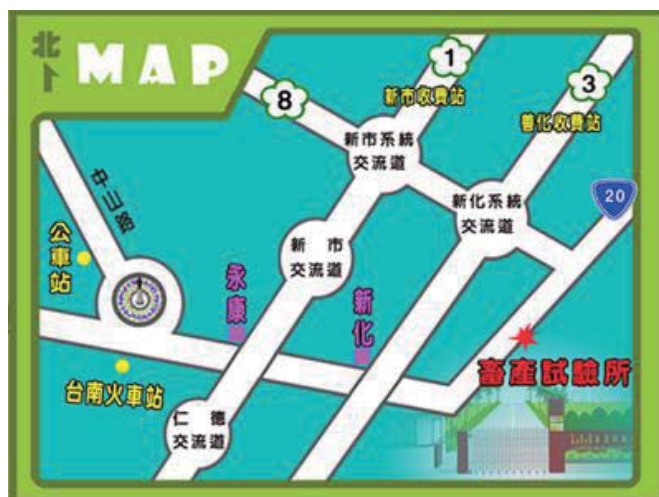 北
MAP
1
新市收費站
3
善化收費站
8
新市系統
交流道
中山路
新化系統
交流道
20
公車站
新 市
交流道
永康
新化
畜產試驗所
台南火車站
仁 德
交流道